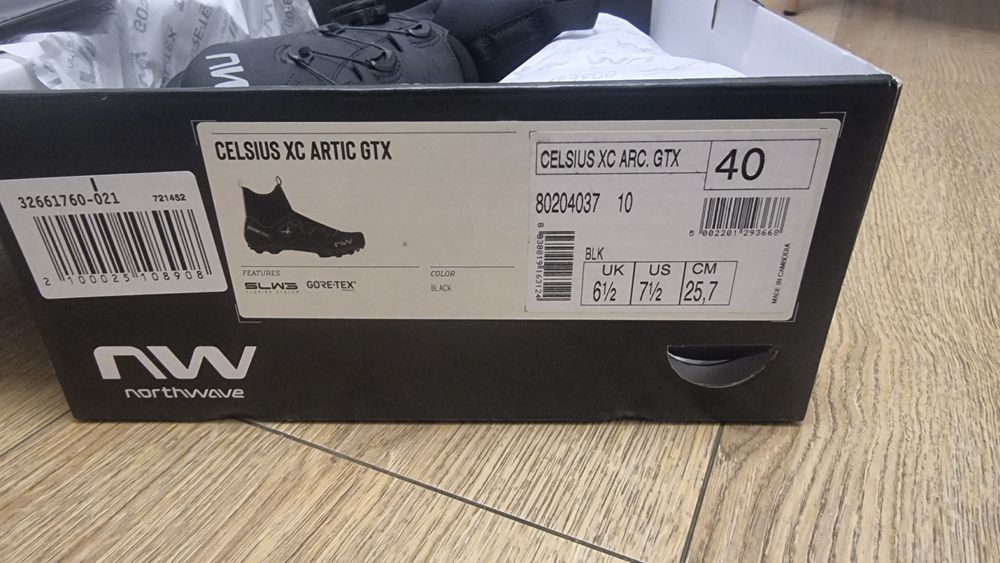 32661760-021 721452
2 100025 108908
CELSIUS XC ARTIC GTX
FEATURES
SLW3
GORE-TEX
COLOR
BLACK
CELSIUS XC ARC. GTX
40
80204037 10
8 030819 163124
5 002201 293668
BLK
UK US CM
6½ 7½ 25,7
MADE IN CAMBODIA
NW
northwave
NW